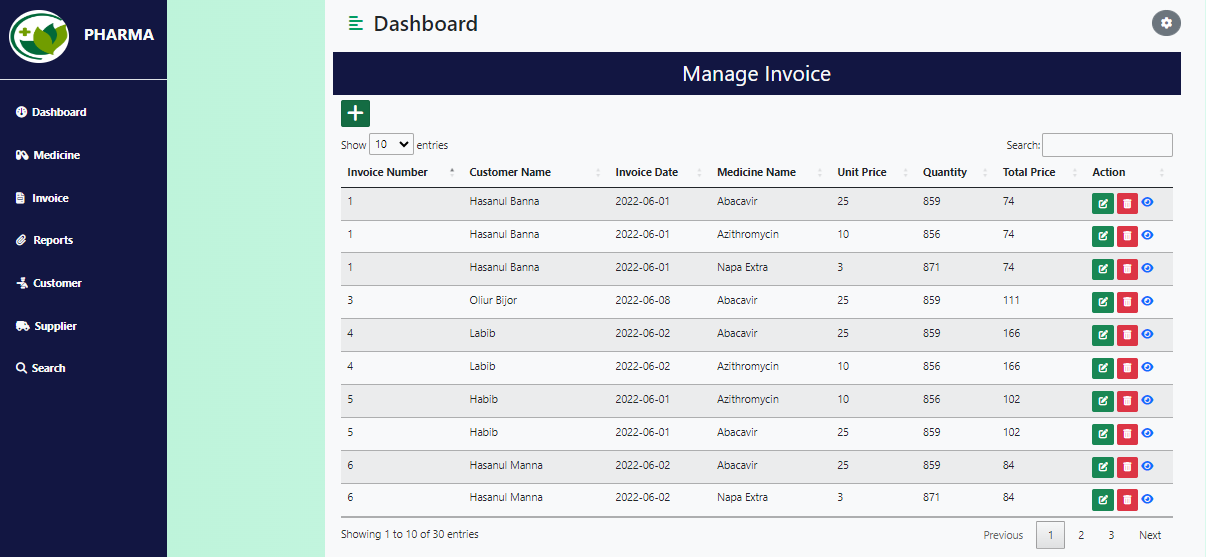 PHARMA
Dashboard
Medicine
Invoice
Reports
Customer
Supplier
Search
Dashboard
Manage Invoice
Show 10 entries Search:
Invoice Number Customer Name Invoice Date Medicine Name Unit Price Quantity Total Price Action
1 Hasanul Banna 2022-06-01 Abacavir 25 859 74
1 Hasanul Banna 2022-06-01 Azithromycin 10 856 74
1 Hasanul Banna 2022-06-01 Napa Extra 3 871 74
3 Oliur Bijor 2022-06-08 Abacavir 25 859 111
4 Labib 2022-06-02 Abacavir 25 859 166
4 Labib 2022-06-02 Azithromycin 10 856 166
5 Habib 2022-06-01 Azithromycin 10 856 102
5 Habib 2022-06-01 Abacavir 25 859 102
6 Hasanul Manna 2022-06-02 Abacavir 25 859 84
6 Hasanul Manna 2022-06-02 Napa Extra 3 871 84
Showing 1 to 10 of 30 entries Previous 1 2 3 Next